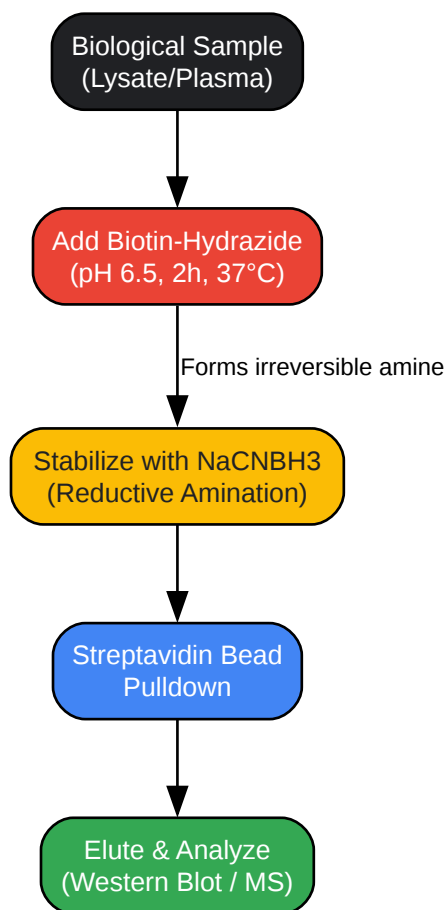 Biological Sample
(Lysate/Plasma)
Add Biotin-Hydrazide
(pH 6.5, 2h, 37°C)
Forms irreversible amine
Stabilize with NaCNBH3
(Reductive Amination)
Streptavidin Bead
Pulldown
Elute & Analyze
(Western Blot / MS)